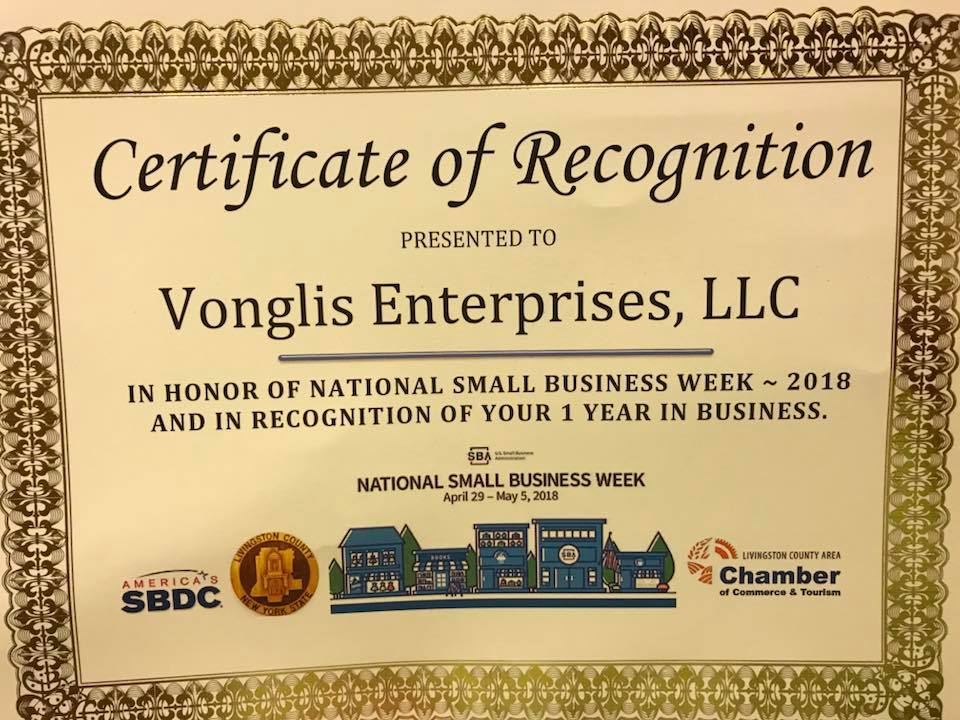 Certificate of Recognition
PRESENTED TO
Vonglis Enterprises, LLC
IN HONOR OF NATIONAL SMALL BUSINESS WEEK ~ 2018
AND IN RECOGNITION OF YOUR 1 YEAR IN BUSINESS.
SBA U.S. Small Business
Administration
NATIONAL SMALL BUSINESS WEEK
April 29 – May 5, 2018
AMERICA'S
SBDC
LIVINGSTON COUNTY
NEW YORK STATE
BOOKS
SBA
LIVINGSTON COUNTY AREA
Chamber
of Commerce & Tourism